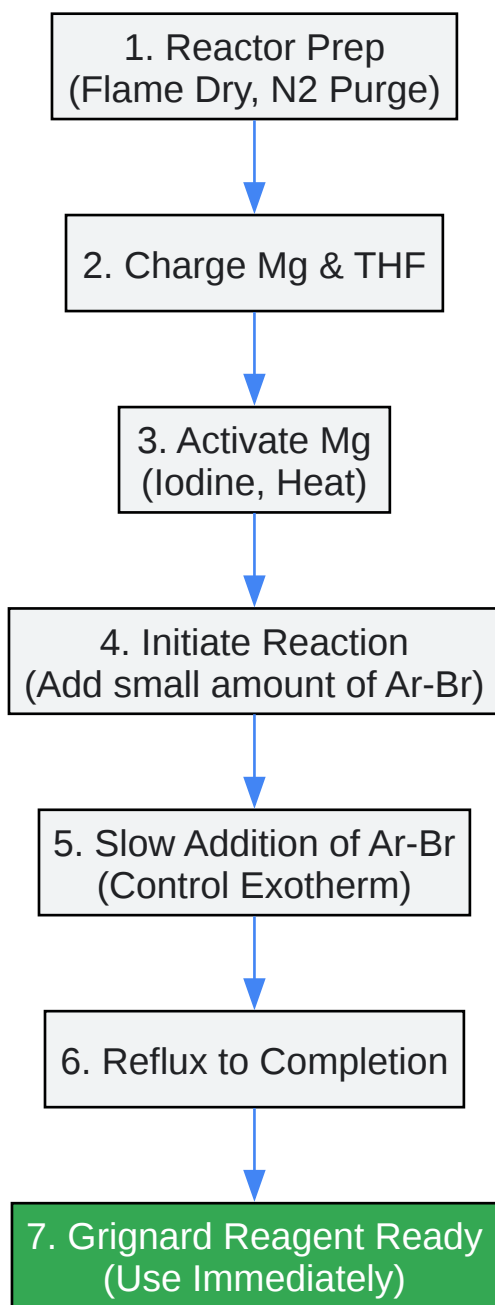 1. Reactor Prep
(Flame Dry, N2 Purge)
2. Charge Mg & THF
3. Activate Mg
(Iodine, Heat)
4. Initiate Reaction
(Add small amount of Ar-Br)
5. Slow Addition of Ar-Br
(Control Exotherm)
6. Reflux to Completion
7. Grignard Reagent Ready
(Use Immediately)